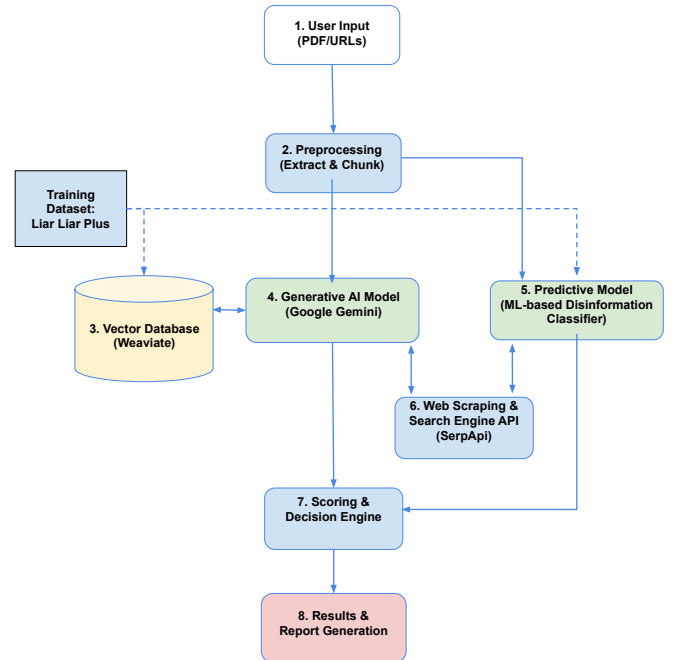 1. User Input
(PDF/URLs)
2. Preprocessing
(Extract & Chunk)
Training
Dataset:
Liar Liar Plus
3. Vector Database
(Weaviate)
4. Generative AI Model
(Google Gemini)
5. Predictive Model
(ML-based Disinformation
Classifier)
6. Web Scraping &
Search Engine API
(SerpApi)
7. Scoring &
Decision Engine
8. Results &
Report Generation